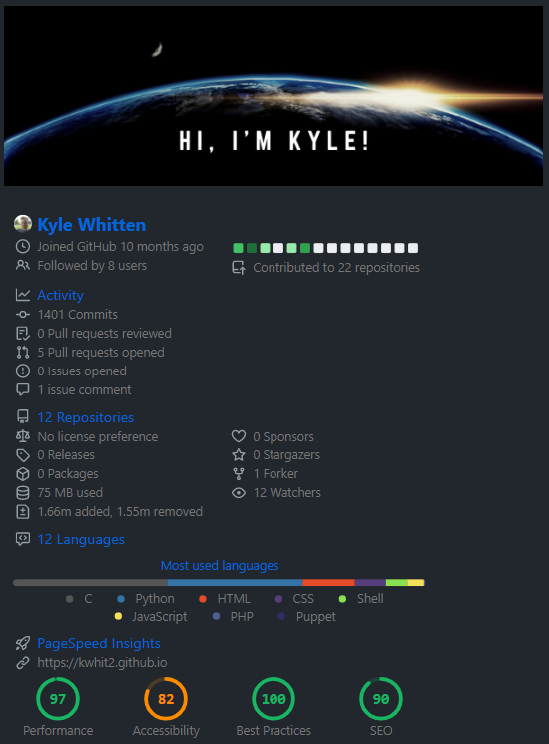 HI, I'M KYLE!
Kyle Whitten
Joined GitHub 10 months ago
Followed by 8 users
Contributed to 22 repositories
Activity
1401 Commits
0 Pull requests reviewed
5 Pull requests opened
0 Issues opened
1 issue comment
12 Repositories
No license preference
0 Sponsors
0 Releases
0 Stargazers
0 Packages
1 Forker
75 MB used
12 Watchers
1.66m added, 1.55m removed
12 Languages
Most used languages
C Python HTML CSS Shell
JavaScript PHP Puppet
PageSpeed Insights
https://kwhit2.github.io
97 82 100 90
Performance Accessibility Best Practices SEO